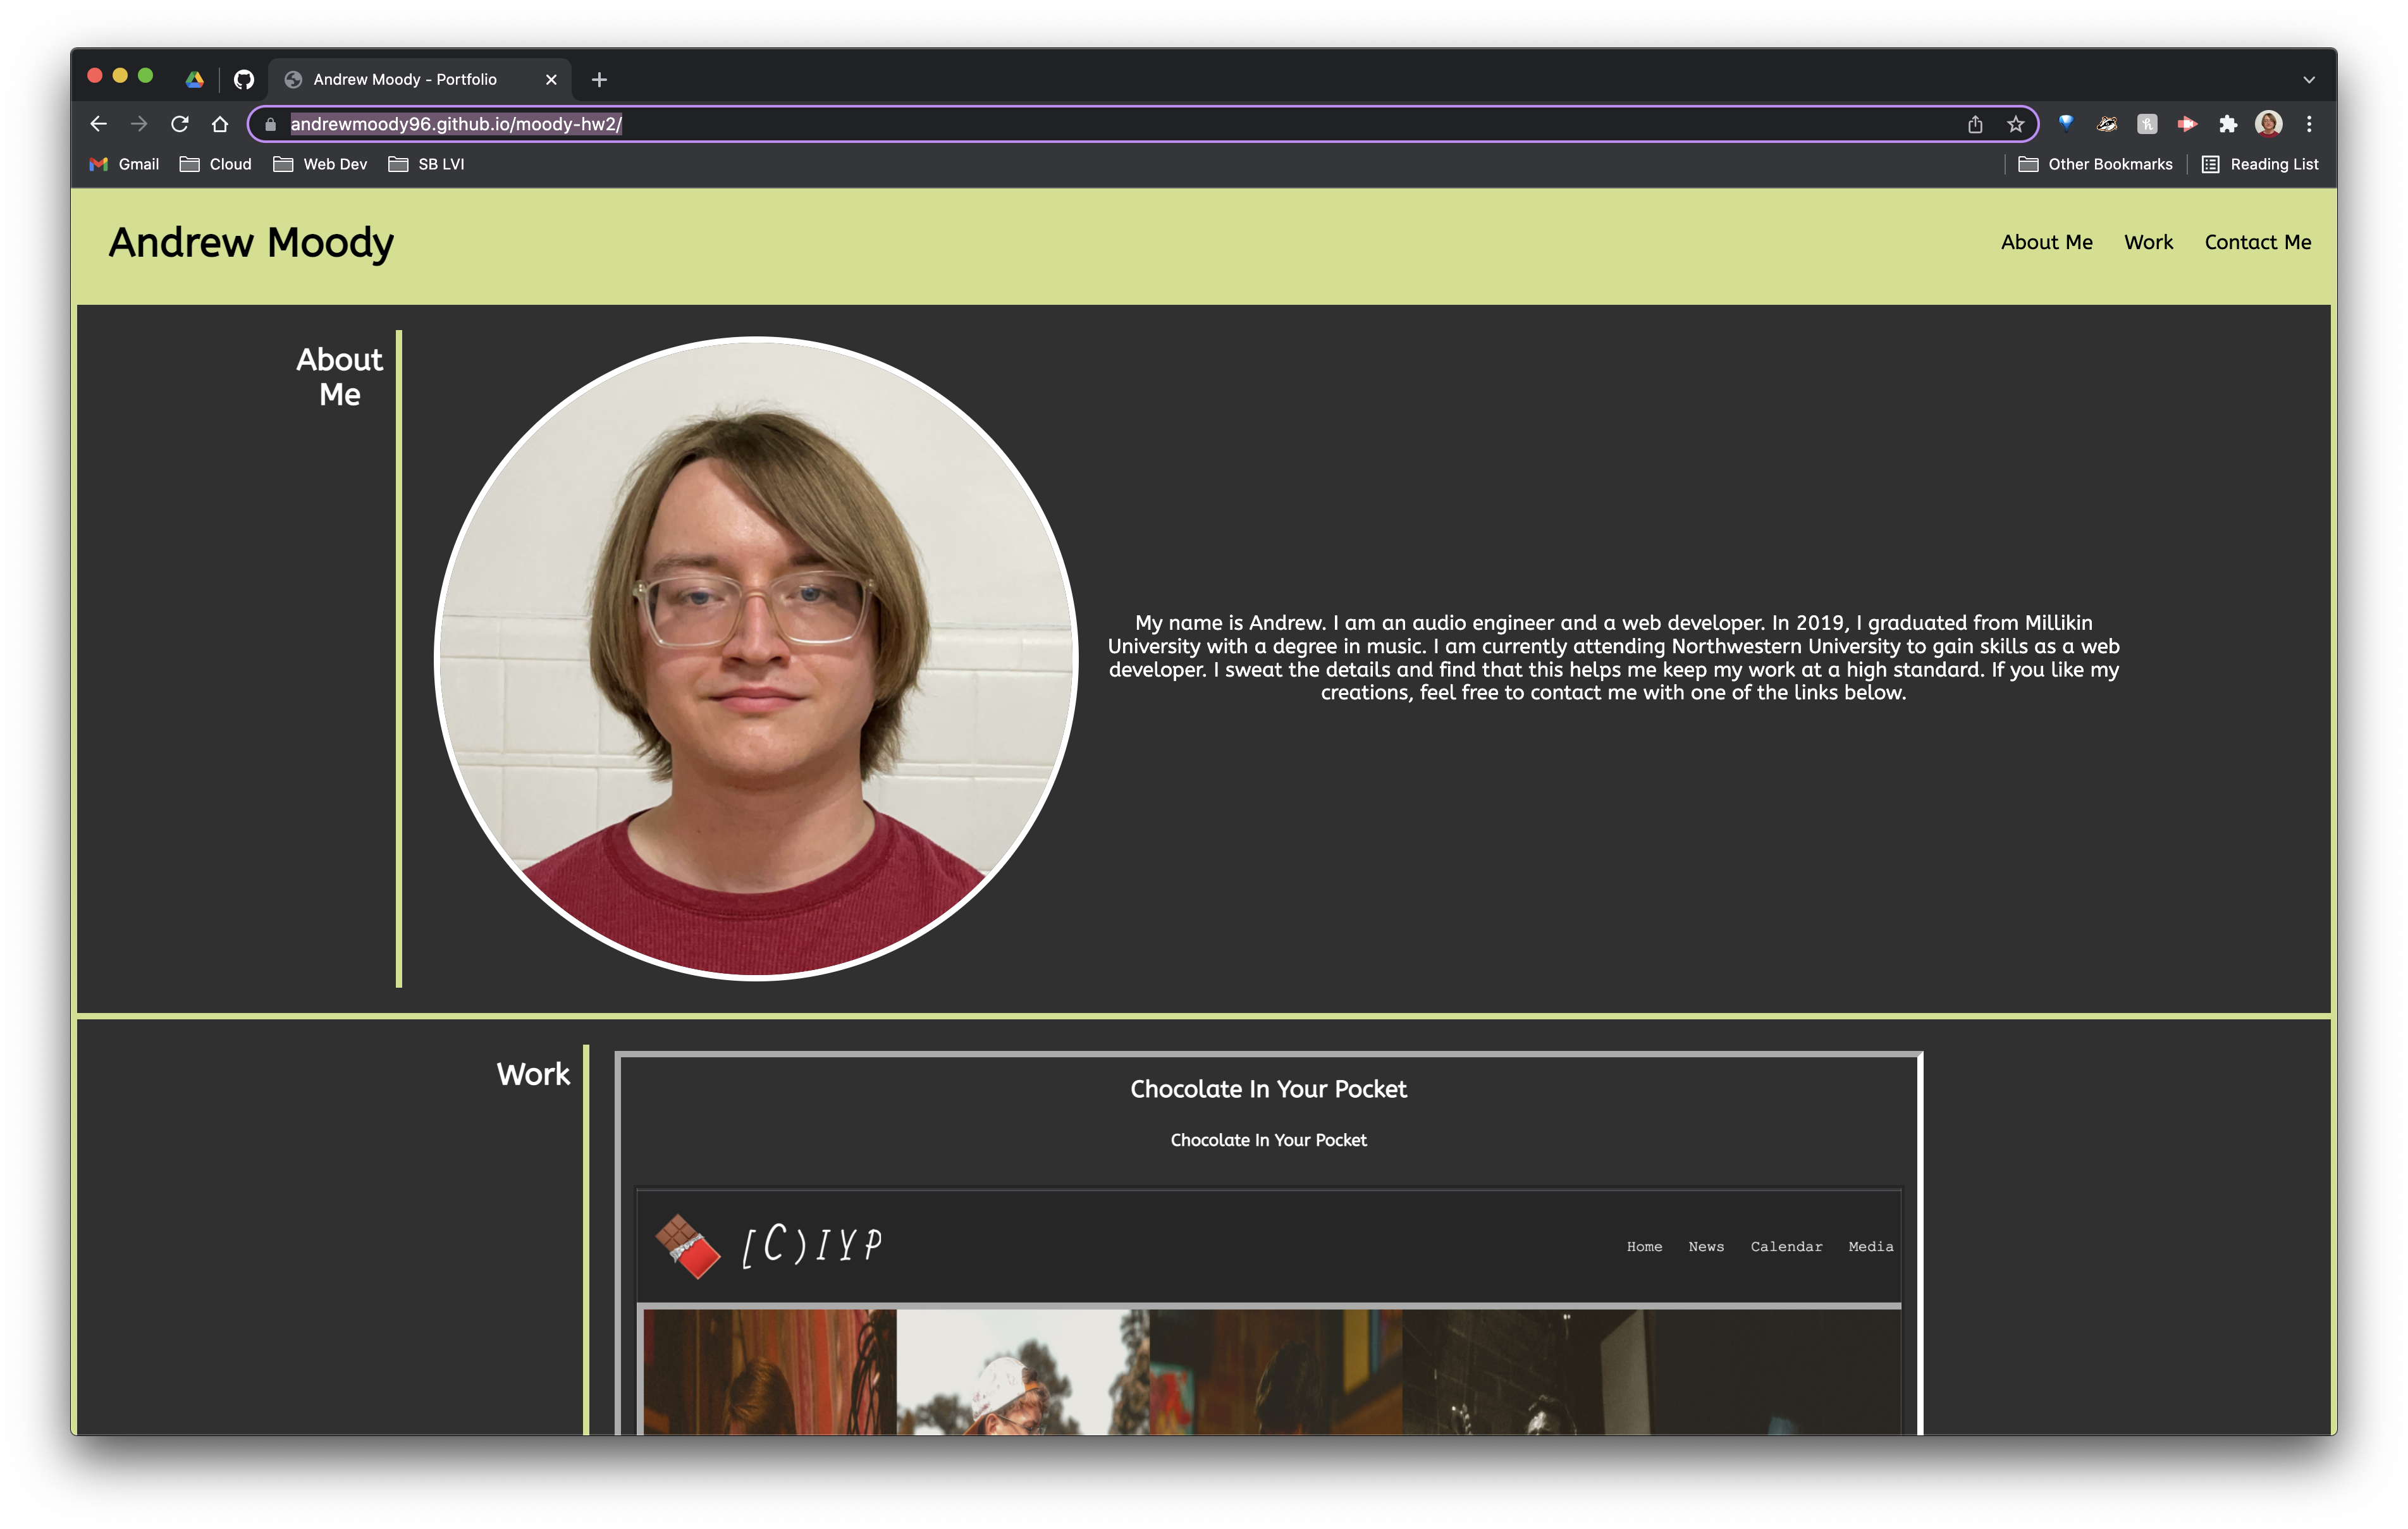 Andrew Moody - Portfolio
andrewmoody96.github.io/moody-hw2/
Gmail Cloud Web Dev SB LVI Other Bookmarks Reading List
Andrew Moody About Me Work Contact Me
About
Me
My name is Andrew. I am an audio engineer and a web developer. In 2019, I graduated from Millikin
University with a degree in music. I am currently attending Northwestern University to gain skills as a web
developer. I sweat the details and find that this helps me keep my work at a high standard. If you like my
creations, feel free to contact me with one of the links below.
Work
Chocolate In Your Pocket
Chocolate In Your Pocket
[C)IYP Home News Calendar Media